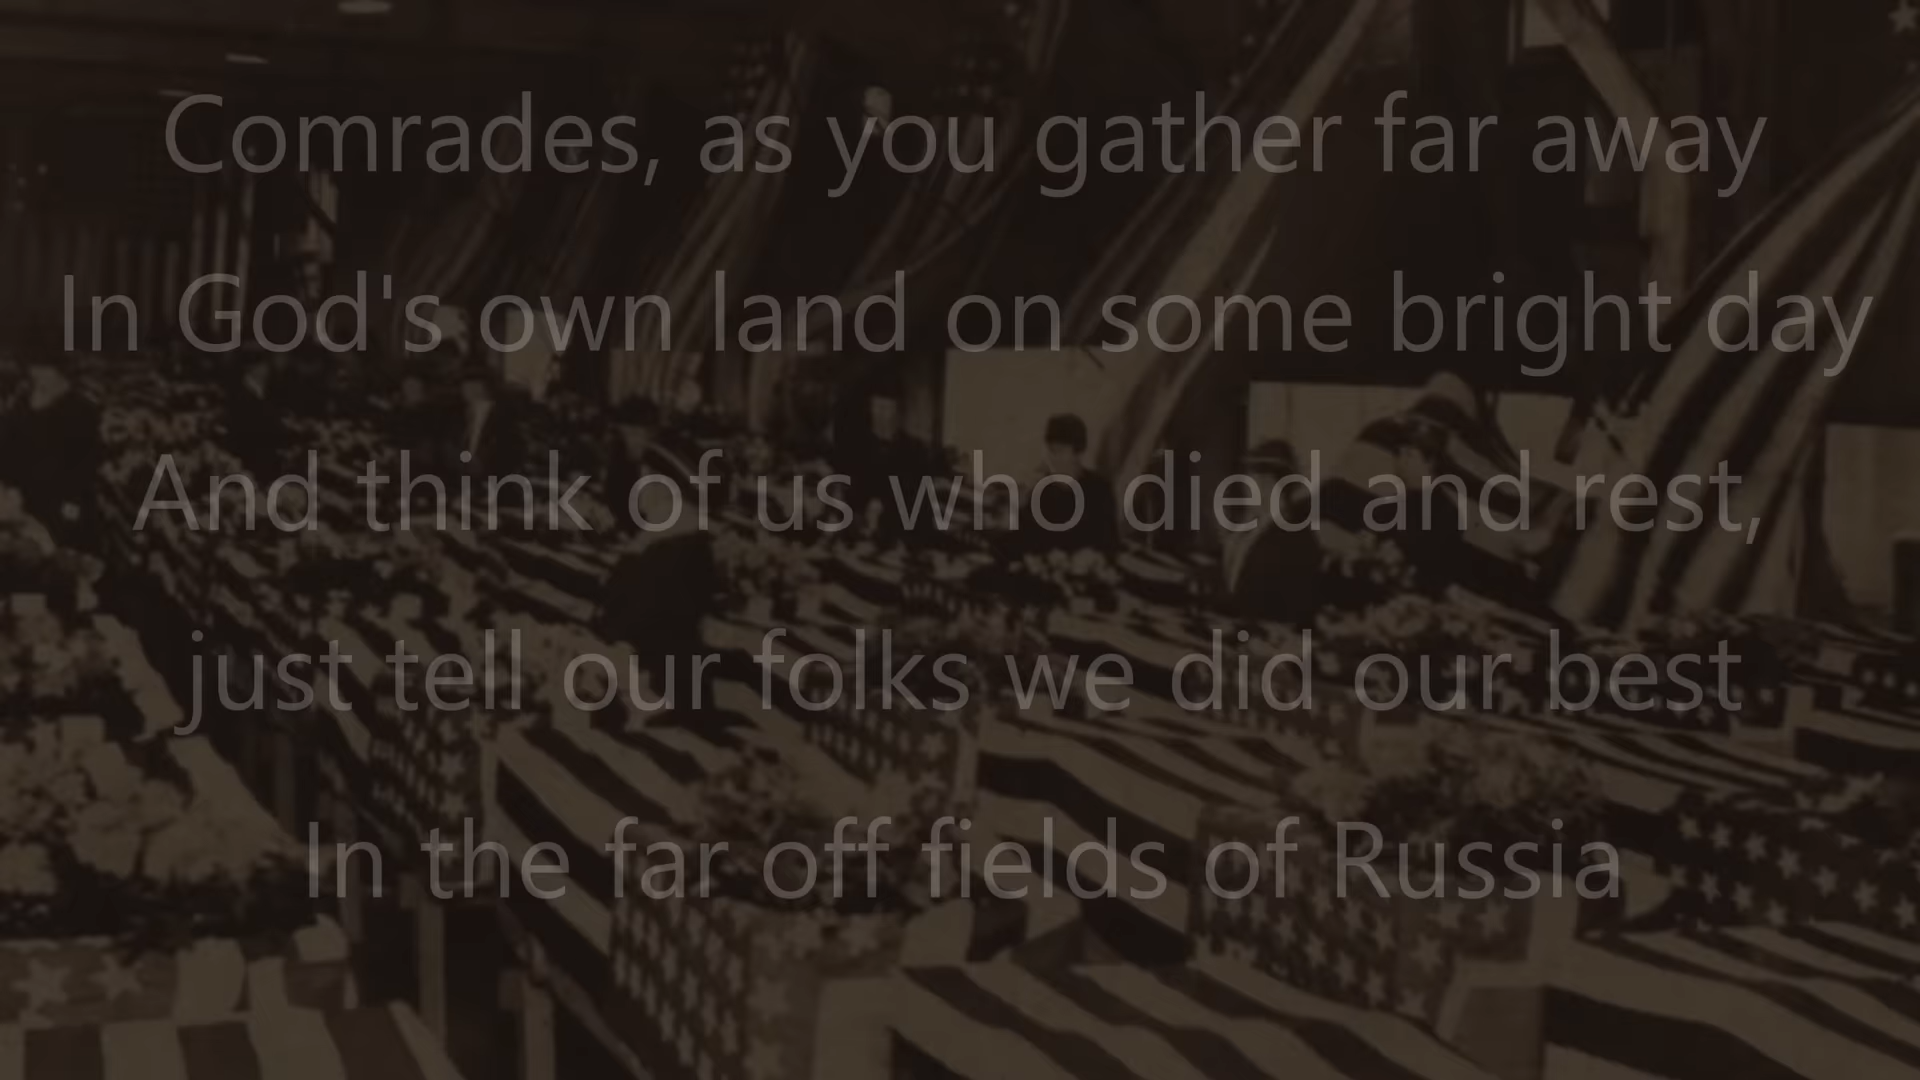 Comrades, as you gather far away
In God's own land on some bright day
And think of us who died and rest,
just tell our folks we did our best
In the far off fields of Russia